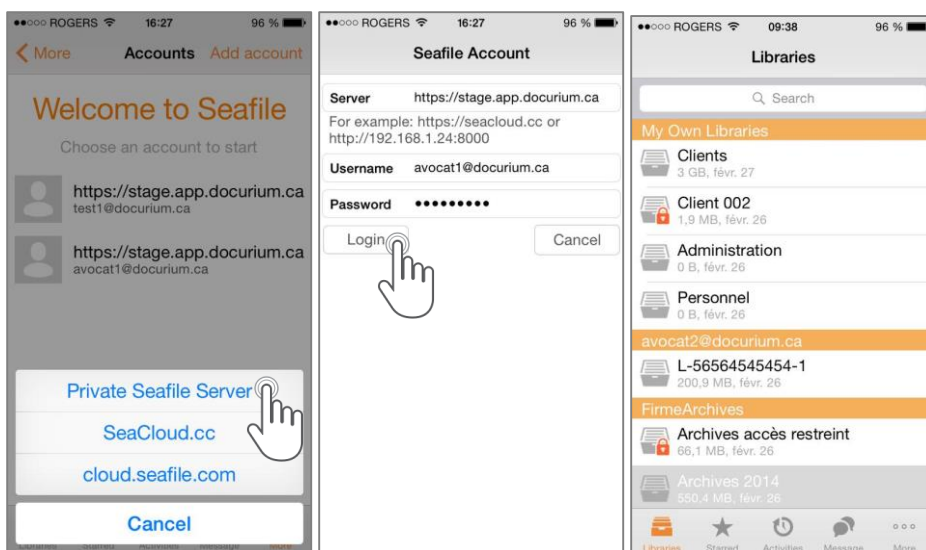 ROGERS 16:27 96 %
More Accounts Add account
Welcome to Seafile
Choose an account to start
https://stage.app.docurium.ca
test1@docurium.ca
https://stage.app.docurium.ca
avocat1@docurium.ca
Private Seafile Server
SeaCloud.cc
cloud.seafile.com
Cancel
Libraries Starred Activities Message More
ROGERS 16:27 96 %
Seafile Account
Server https://stage.app.docurium.ca
For example: https://seacloud.cc or
http://192.168.1.24:8000
Username avocat1@docurium.ca
Password •••••••••
Login Cancel
ROGERS 09:38 96 %
Libraries
Search
My Own Libraries
Clients
3 GB, févr. 27
Client 002
1,9 MB, févr. 26
Administration
0 B, févr. 26
Personnel
0 B, févr. 26
avocat2@docurium.ca
L-56564545454-1
200,9 MB, févr. 26
FirmeArchives
Archives accès restreint
66,1 MB, févr. 26
Archives 2014
550,4 MB, févr. 26
Libraries Starred Activities Message More